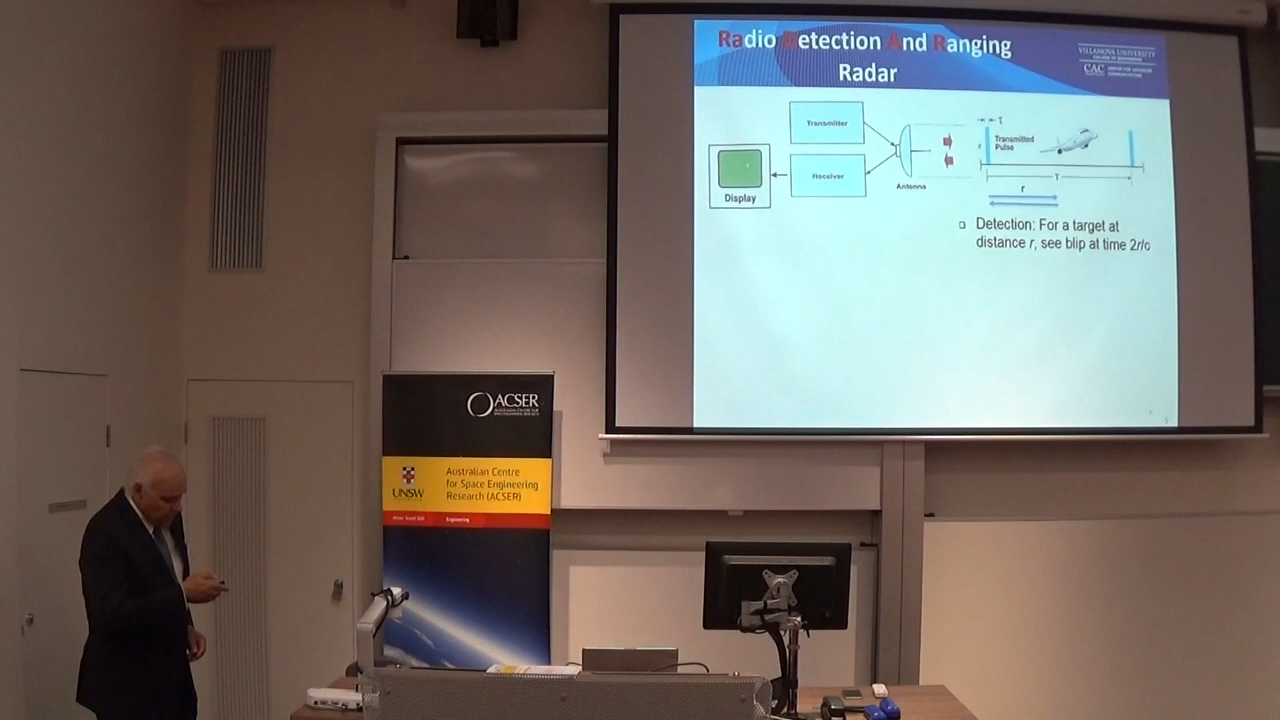 Radio Detection And Ranging
Radar
VILLANOVA UNIVERSITY
COLLEGE OF ENGINEERING
CAC
CENTER FOR ADVANCED
COMMUNICATIONS
Transmitter
Receiver
Display
Antenna
τ
Transmitted
Pulse
T
r
Detection: For a target at
distance r, see blip at time 2r/c
ACSER
AUSTRALIAN CENTRE FOR
SPACE ENGINEERING RESEARCH
UNSW
Australian Centre
for Space Engineering
Research (ACSER)
Engineering